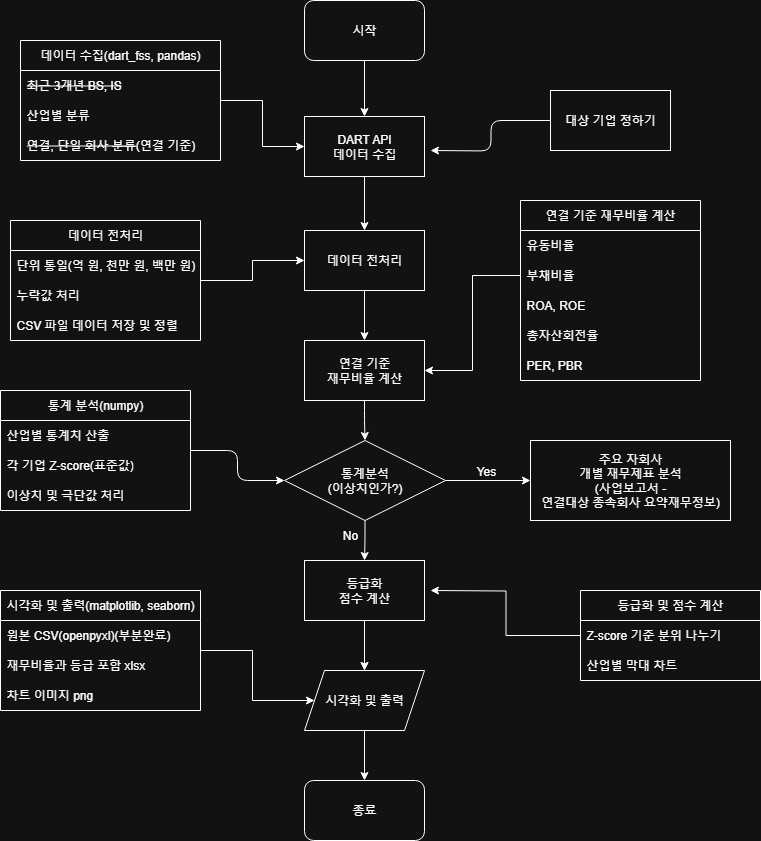 시작
데이터 수집(dart_fss, pandas)
최근 3개년 BS, IS
산업별 분류
연결, 단일 회사 분류(연결 기준)
DART API
데이터 수집
대상 기업 정하기
데이터 전처리
단위 통일(억 원, 천만 원, 백만 원)
누락값 처리
CSV 파일 데이터 저장 및 정렬
데이터 전처리
연결 기준 재무비율 계산
유동비율
부채비율
ROA, ROE
총자산회전율
PER, PBR
연결 기준
재무비율 계산
통계 분석(numpy)
산업별 통계치 산출
각 기업 Z-score(표준값)
이상치 및 극단값 처리
통계분석
(이상치인가?)
Yes
주요 자회사
개별 재무제표 분석
(사업보고서 -
연결대상 종속회사 요약재무정보)
No
등급화
점수 계산
시각화 및 출력(matplotlib, seaborn)
원본 CSV(openpyxl)(부분완료)
재무비율과 등급 포함 xlsx
차트 이미지 png
등급화 및 점수 계산
Z-score 기준 분위 나누기
산업별 막대 차트
시각화 및 출력
종료